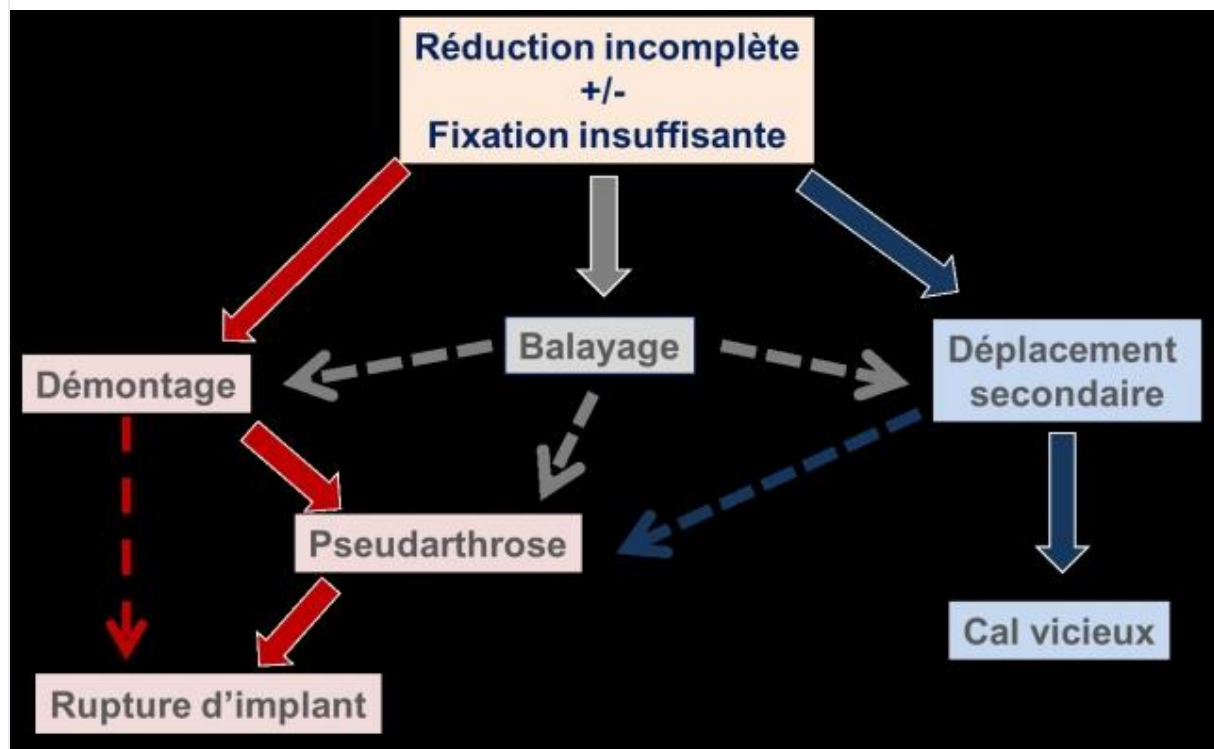 Réduction incomplète
+/-
Fixation insuffisante
Balayage
Déplacement
secondaire
Démontage
Pseudarthrose
Cal vicieux
Rupture d’implant